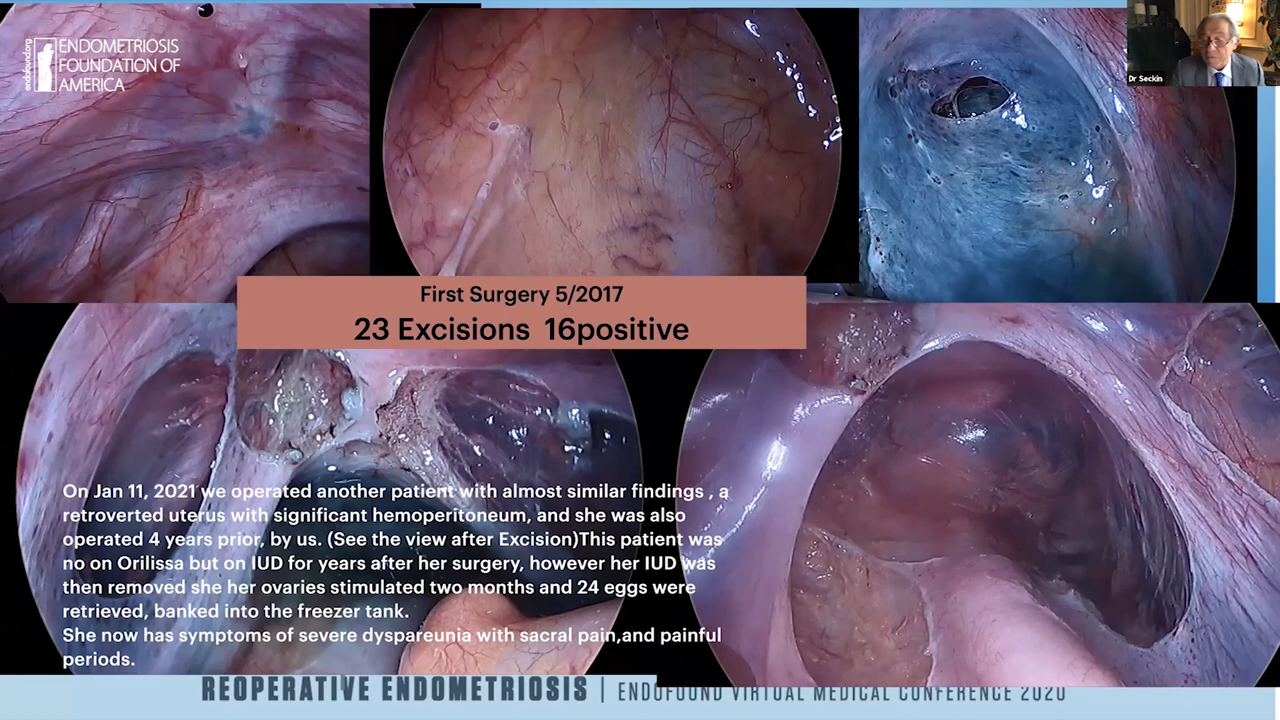 endofound.org
ENDOMETRIOSIS
FOUNDATION OF
AMERICA
Dr Seckin
First Surgery 5/2017
23 Excisions 16positive
On Jan 11, 2021 we operated another patient with almost similar findings , a
retroverted uterus with significant hemoperitoneum, and she was also
operated 4 years prior, by us. (See the view after Excision)This patient was
no on Orilissa but on IUD for years after her surgery, however her IUD was
then removed she her ovaries stimulated two months and 24 eggs were
retrieved, banked into the freezer tank.
She now has symptoms of severe dyspareunia with sacral pain,and painful
periods.
REOPERATIVE ENDOMETRIOSIS | ENDOFOUND VIRTUAL MEDICAL CONFERENCE 2020